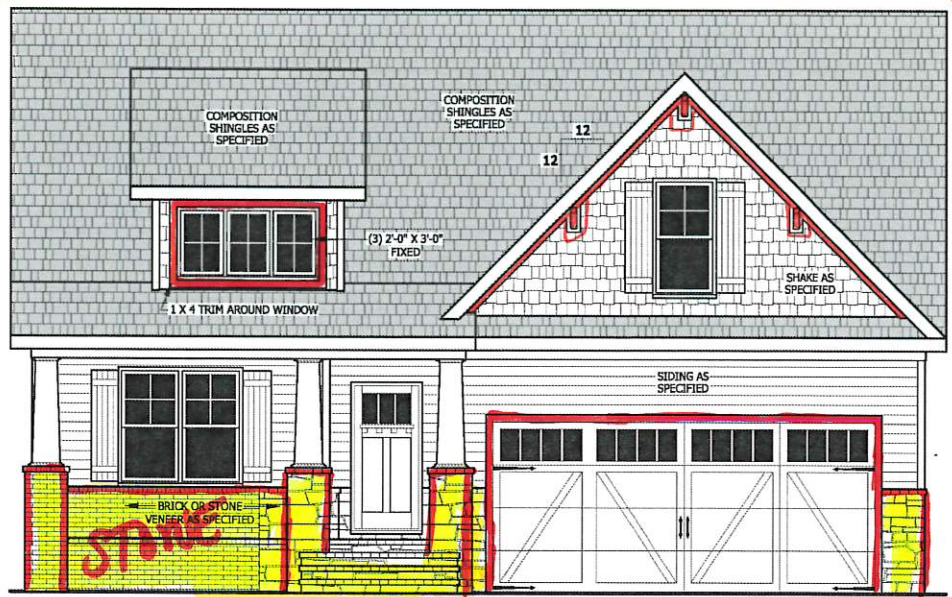 COMPOSITION
SHINGLES AS
SPECIFIED
COMPOSITION
SHINGLES AS
SPECIFIED
12
12
(3) 2'-0" X 3'-0"
FIXED
SHAKE AS
SPECIFIED
1 X 4 TRIM AROUND WINDOW
SIDING AS
SPECIFIED
BRICK OR STONE
VENEER AS SPECIFIED
STONE